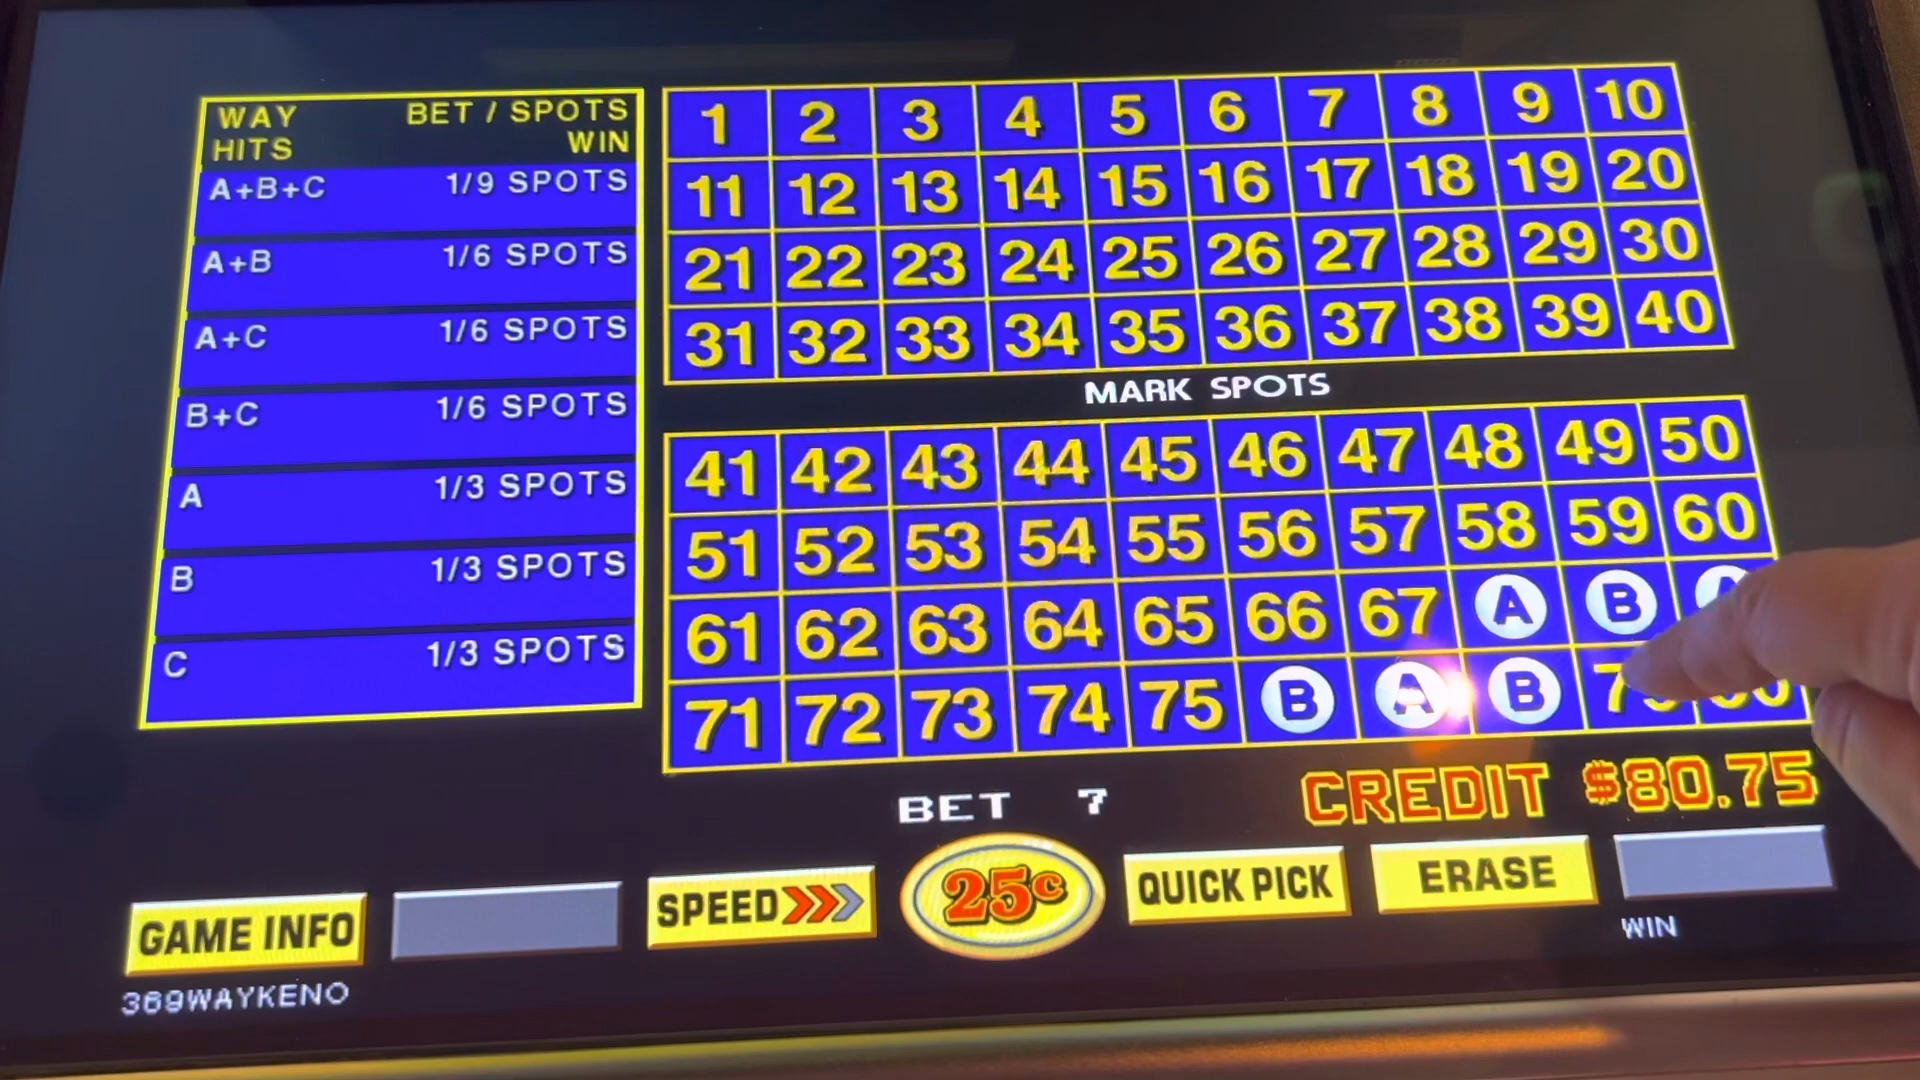 WAY BET / SPOTS
HITS WIN
A+B+C 1/9 SPOTS
A+B 1/6 SPOTS
A+C 1/6 SPOTS
B+C 1/6 SPOTS
A 1/3 SPOTS
B 1/3 SPOTS
C 1/3 SPOTS
1 2 3 4 5 6 7 8 9 10
11 12 13 14 15 16 17 18 19 20
21 22 23 24 25 26 27 28 29 30
31 32 33 34 35 36 37 38 39 40
MARK SPOTS
41 42 43 44 45 46 47 48 49 50
51 52 53 54 55 56 57 58 59 60
61 62 63 64 65 66 67 A B
71 72 73 74 75 B A B
BET 7
CREDIT $80.75
GAME INFO
SPEED
25¢
QUICK PICK
ERASE
WIN
369WAYKENO